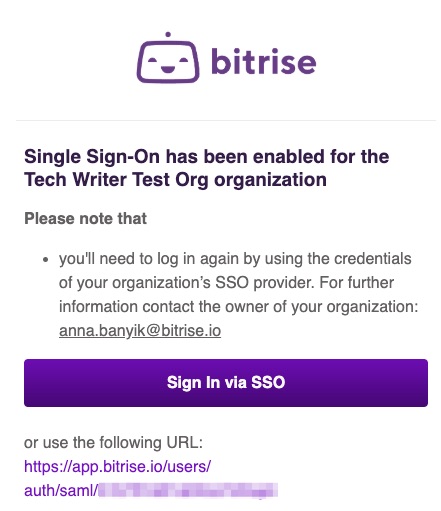 bitrise
Single Sign-On has been enabled for the
Tech Writer Test Org organization
Please note that
• you'll need to log in again by using the credentials
of your organization’s SSO provider. For further
information contact the owner of your organization:
anna.banyik@bitrise.io
Sign In via SSO
or use the following URL:
https://app.bitrise.io/users/
auth/saml/